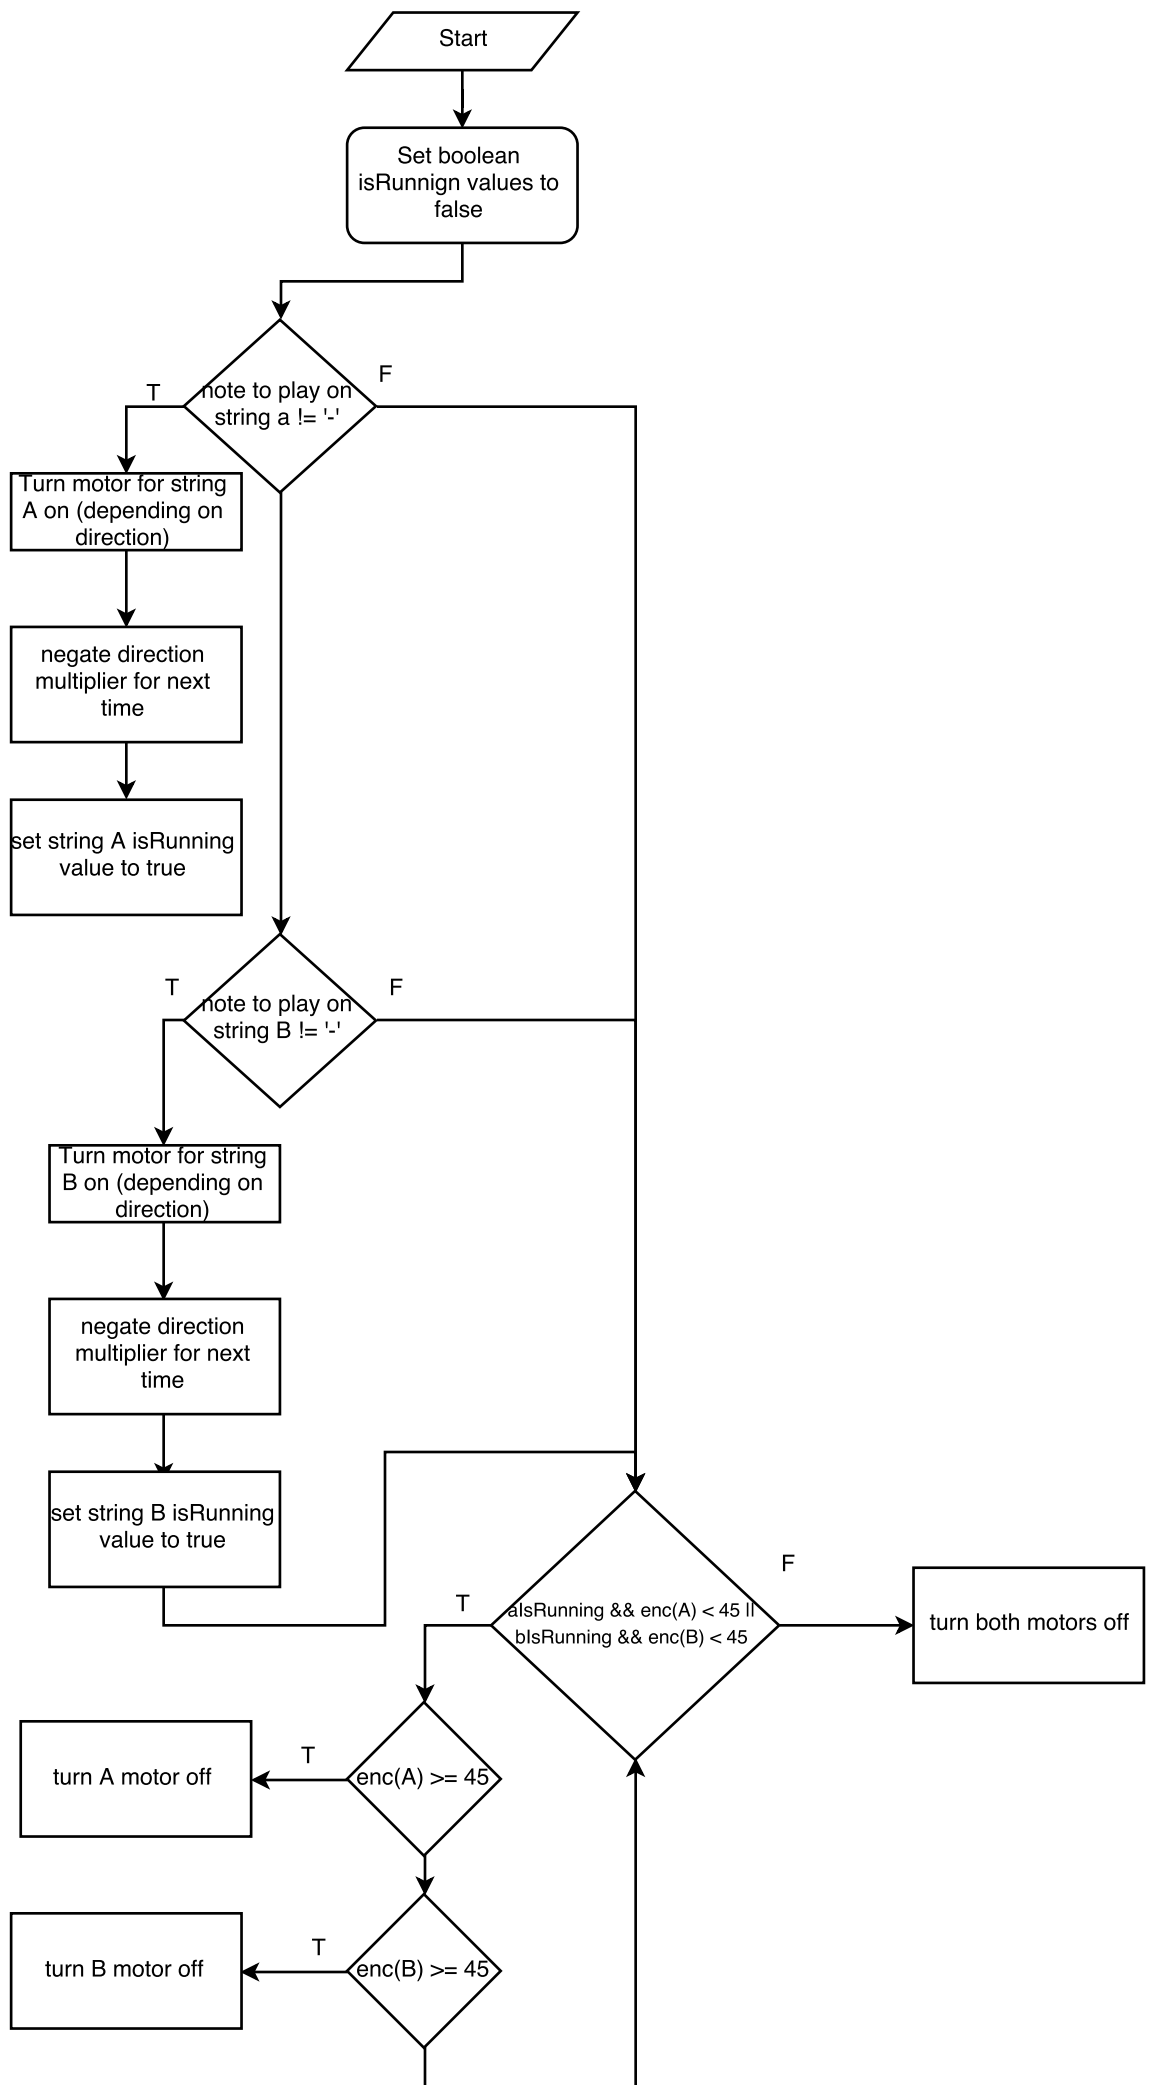 Start
Set boolean
isRunnign values to
false
note to play on
string a != '-'
T
F
Turn motor for string
A on (depending on
direction)
negate direction
multiplier for next
time
set string A isRunning
value to true
note to play on
string B != '-'
T
F
Turn motor for string
B on (depending on
direction)
negate direction
multiplier for next
time
set string B isRunning
value to true
aIsRunning && enc(A) < 45 ||
bIsRunning && enc(B) < 45
T
F
turn both motors off
enc(A) >= 45
T
turn A motor off
enc(B) >= 45
T
turn B motor off